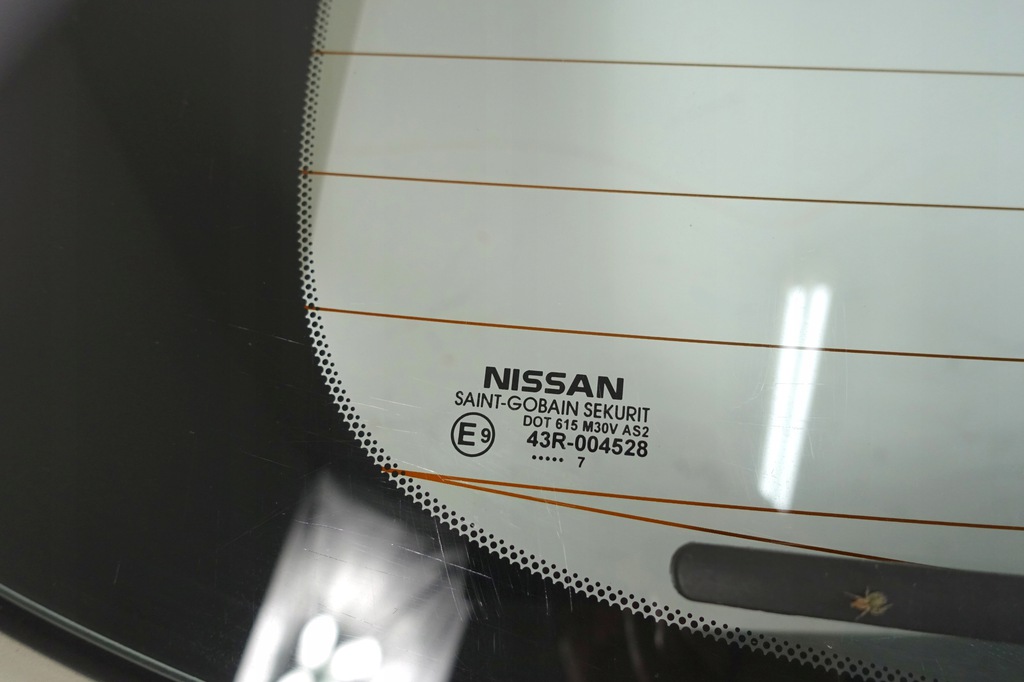 NISSAN
SAINT-GOBAIN SEKURIT
DOT 615 M30V AS2
E9 43R-004528
..... 7